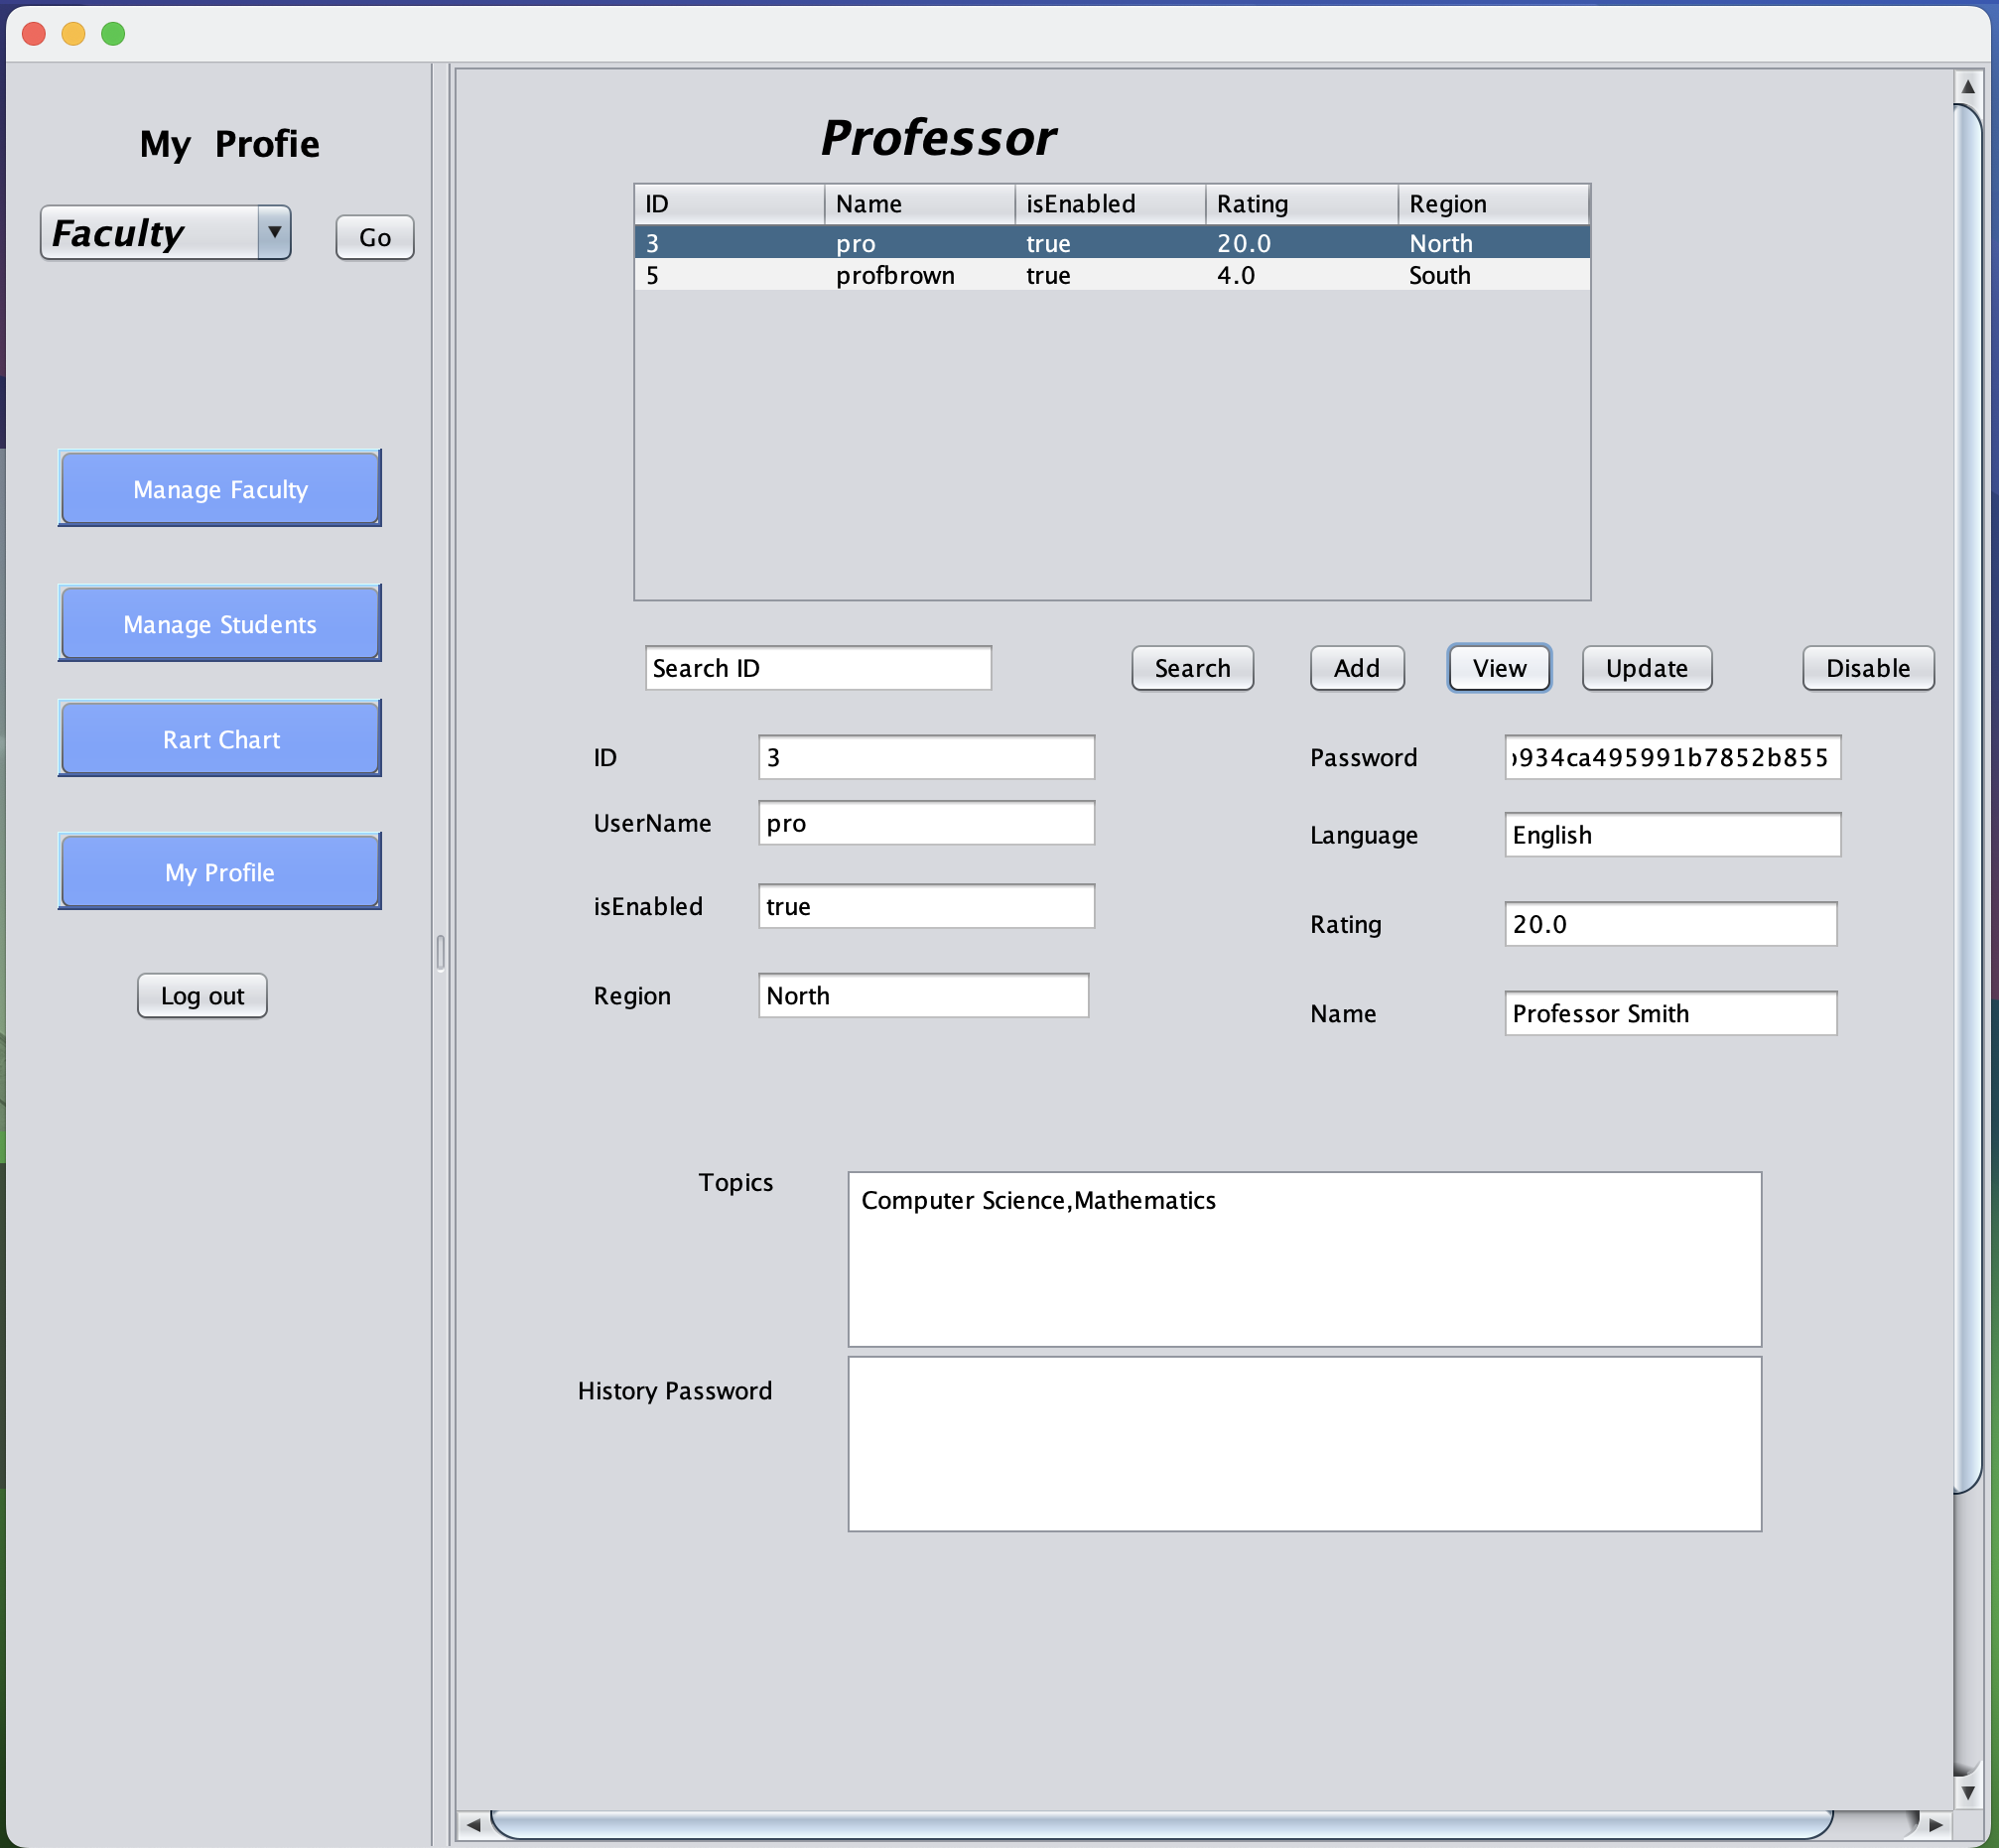 My Profie
Faculty
Go
Manage Faculty
Manage Students
Rart Chart
My Profile
Log out
Professor
ID Name isEnabled Rating Region
3 pro true 20.0 North
5 profbrown true 4.0 South
Search ID Search Add View Update Disable
ID 3 Password 934ca495991b7852b855
UserName pro
Language English
isEnabled true
Rating 20.0
Region North
Name Professor Smith
Topics
Computer Science,Mathematics
History Password